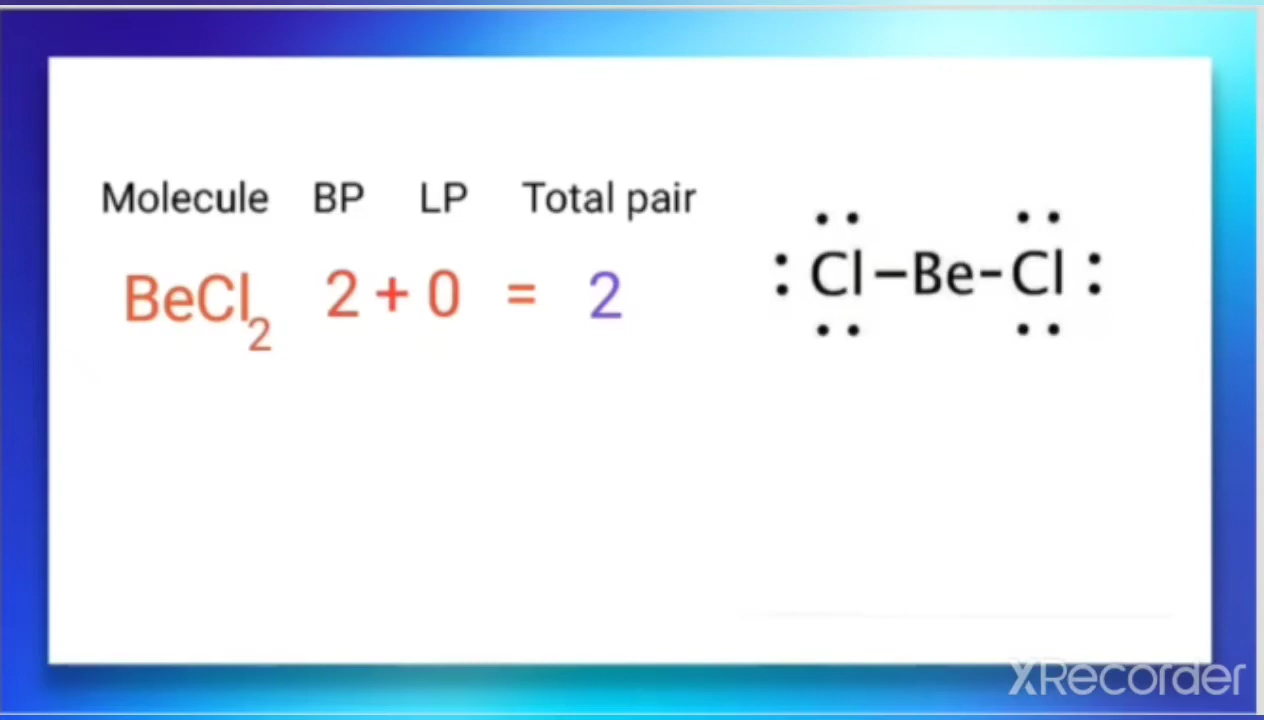 Molecule BP LP Total pair
BeCl2 2 + 0 = 2
:Cl–Be–Cl:
XRecorder